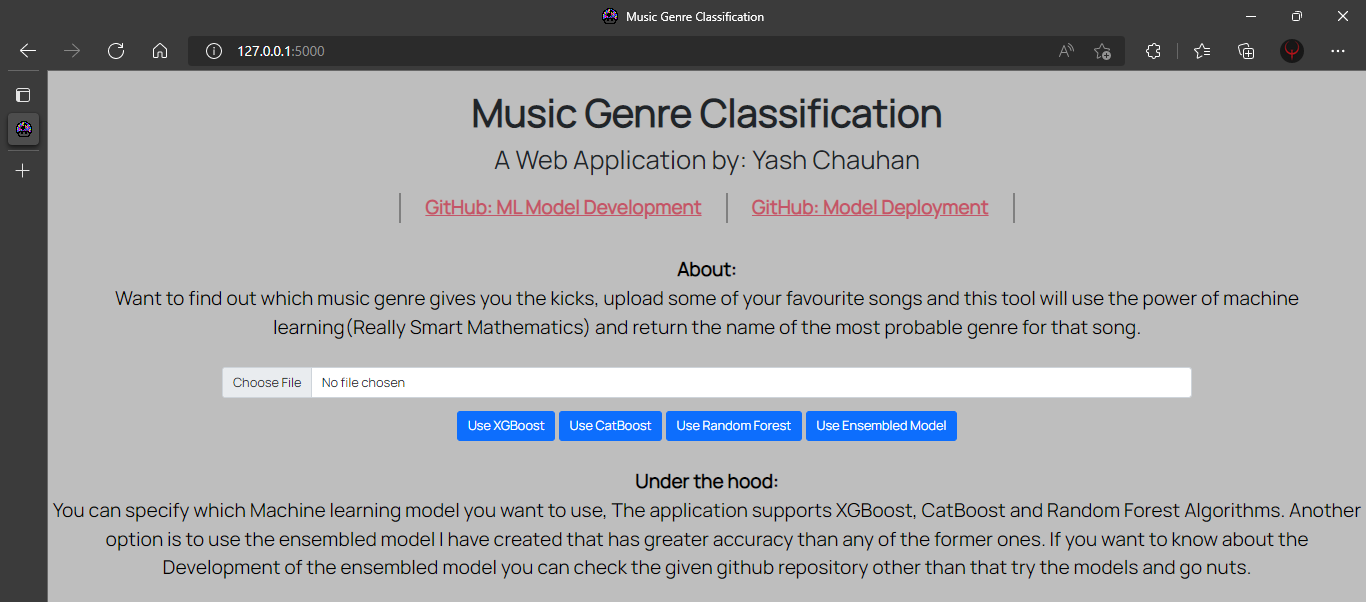 Music Genre Classification
127.0.0.1:5000
Music Genre Classification
A Web Application by: Yash Chauhan
GitHub: ML Model Development
GitHub: Model Deployment
About:
Want to find out which music genre gives you the kicks, upload some of your favourite songs and this tool will use the power of machine
learning(Really Smart Mathematics) and return the name of the most probable genre for that song.
Choose File No file chosen
Use XGBoost Use CatBoost Use Random Forest Use Ensembled Model
Under the hood:
You can specify which Machine learning model you want to use, The application supports XGBoost, CatBoost and Random Forest Algorithms. Another
option is to use the ensembled model I have created that has greater accuracy than any of the former ones. If you want to know about the
Development of the ensembled model you can check the given github repository other than that try the models and go nuts.